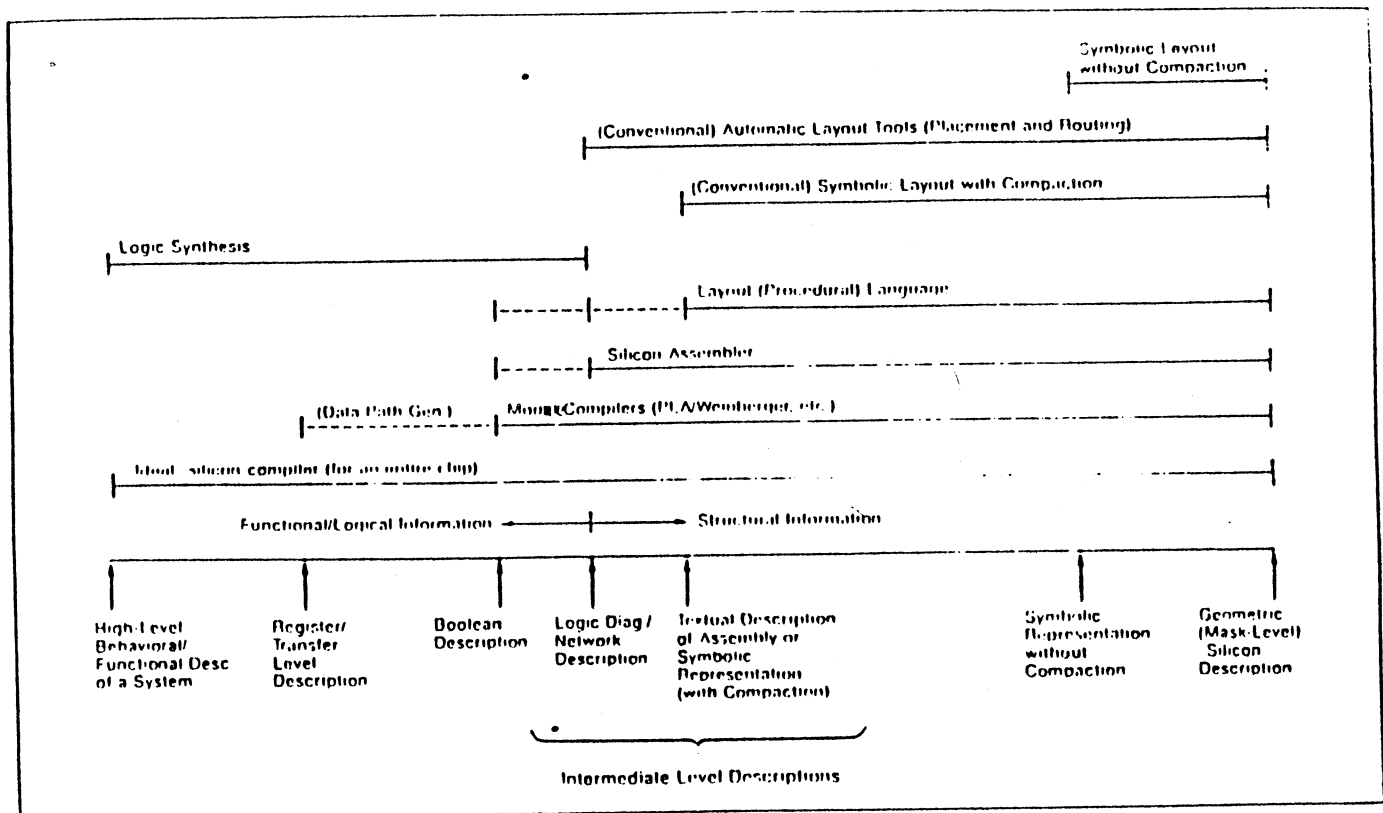 Symbolic Layout
without Compaction
(Conventional) Automatic Layout Tools (Placement and Routing)
(Conventional) Symbolic Layout with Compaction
Logic Synthesis
Layout (Procedural) Language
Silicon Assembler
(Data Path Gen.)
Compilers (PLA/Weinberger, etc.)
silicon compiler (for an entire chip)
Functional/Logical Information
Structural Information
High-Level
Behavioral/
Functional Desc
of a System
Register/
Transfer
Level
Description
Boolean
Description
Logic Diag/
Network
Description
Textual Description
of Assembly or
Symbolic
Representation
(with Compaction)
Symbolic
Representation
without
Compaction
Geometric
(Mask-Level)
Silicon
Description
Intermediate Level Descriptions